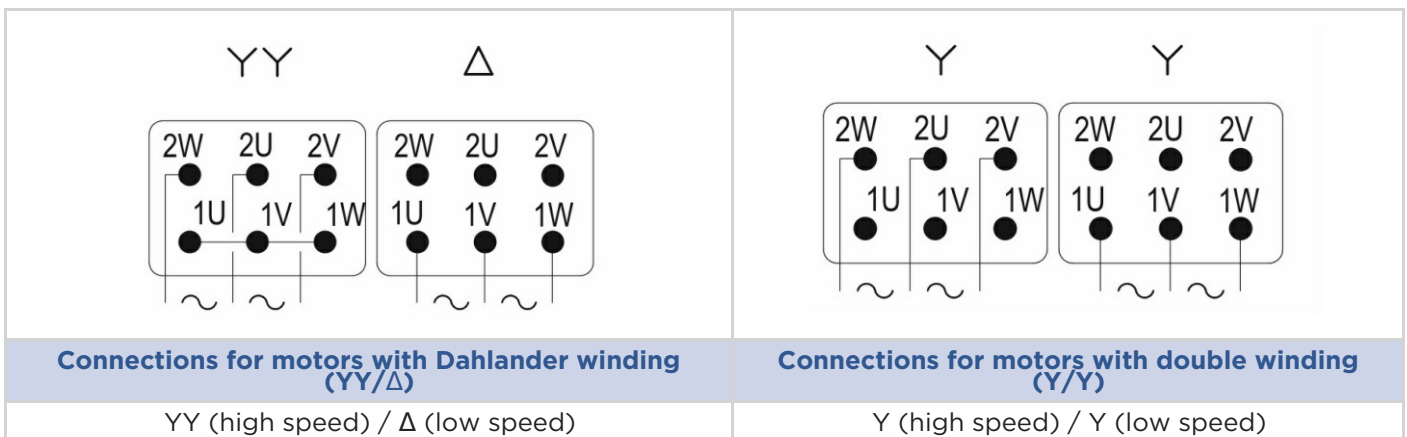 YY Δ
2W 2U 2V 2W 2U 2V
1U 1V 1W 1U 1V 1W
∼ ∼ ∼ ∼
Connections for motors with Dahlander winding
(YY/Δ)
YY (high speed) / Δ (low speed)
Y Y
2W 2U 2V 2W 2U 2V
1U 1V 1W 1U 1V 1W
∼ ∼ ∼ ∼
Connections for motors with double winding
(Y/Y)
Y (high speed) / Y (low speed)